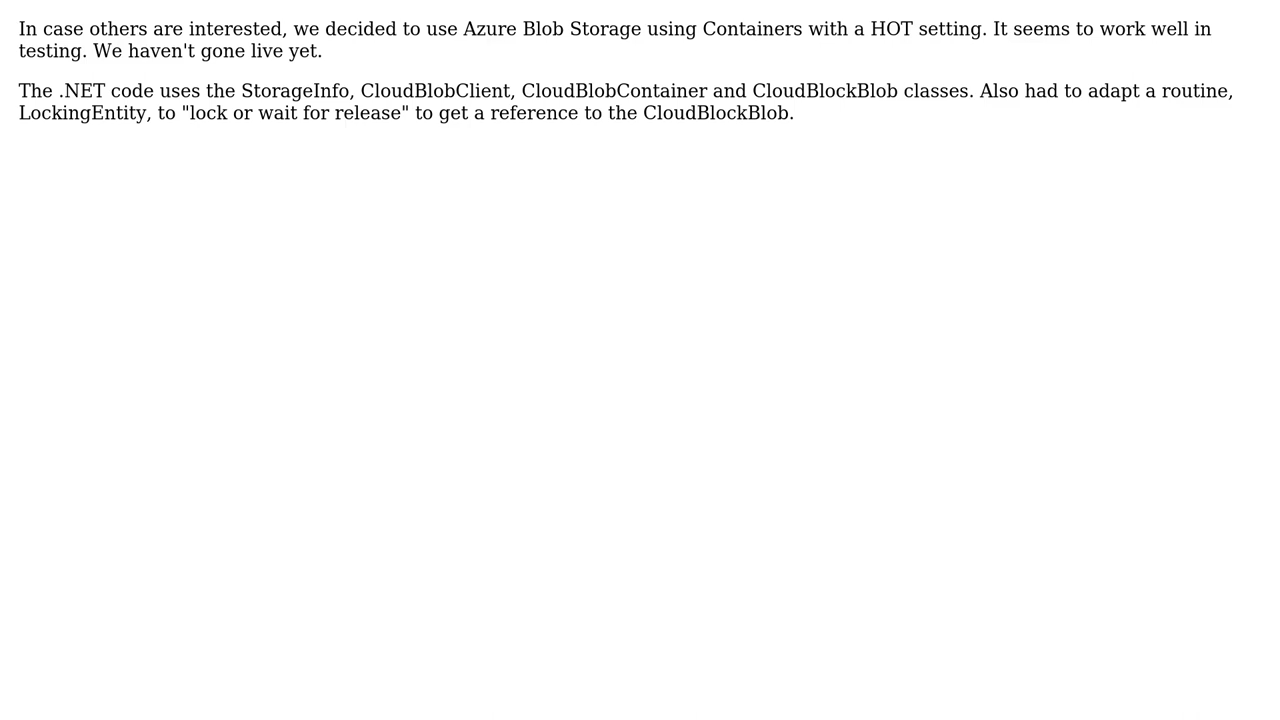 In case others are interested, we decided to use Azure Blob Storage using Containers with a HOT setting. It seems to work well in
testing. We haven't gone live yet.
The .NET code uses the StorageInfo, CloudBlobClient, CloudBlobContainer and CloudBlockBlob classes. Also had to adapt a routine,
LockingEntity, to "lock or wait for release" to get a reference to the CloudBlockBlob.